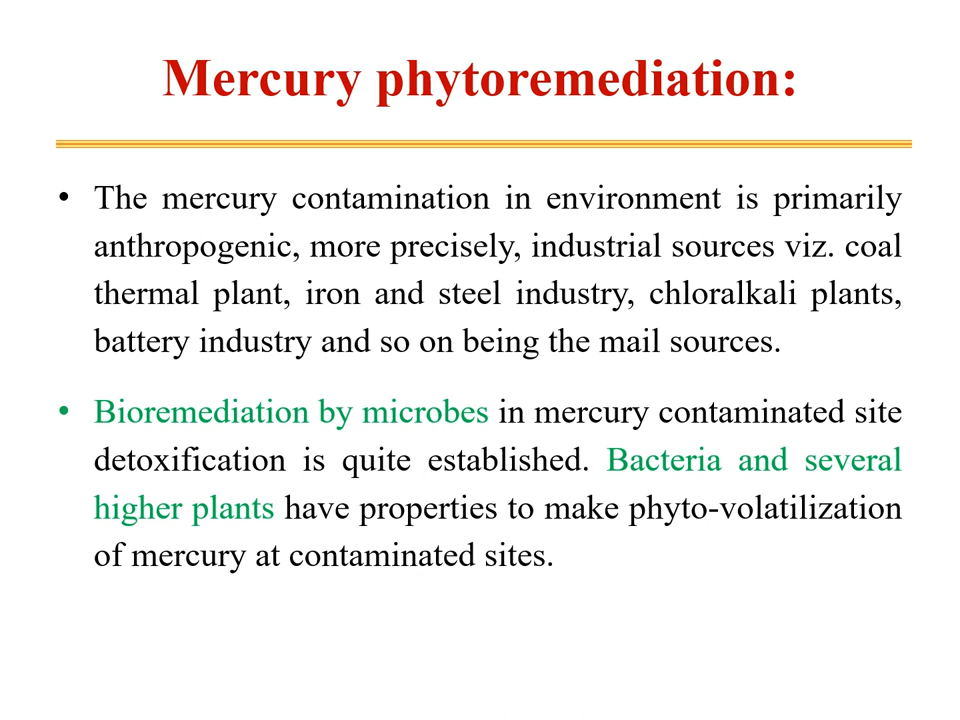 Mercury phytoremediation:
• The mercury contamination in environment is primarily
anthropogenic, more precisely, industrial sources viz. coal
thermal plant, iron and steel industry, chloralkali plants,
battery industry and so on being the mail sources.
• Bioremediation by microbes in mercury contaminated site
detoxification is quite established. Bacteria and several
higher plants have properties to make phyto-volatilization
of mercury at contaminated sites.